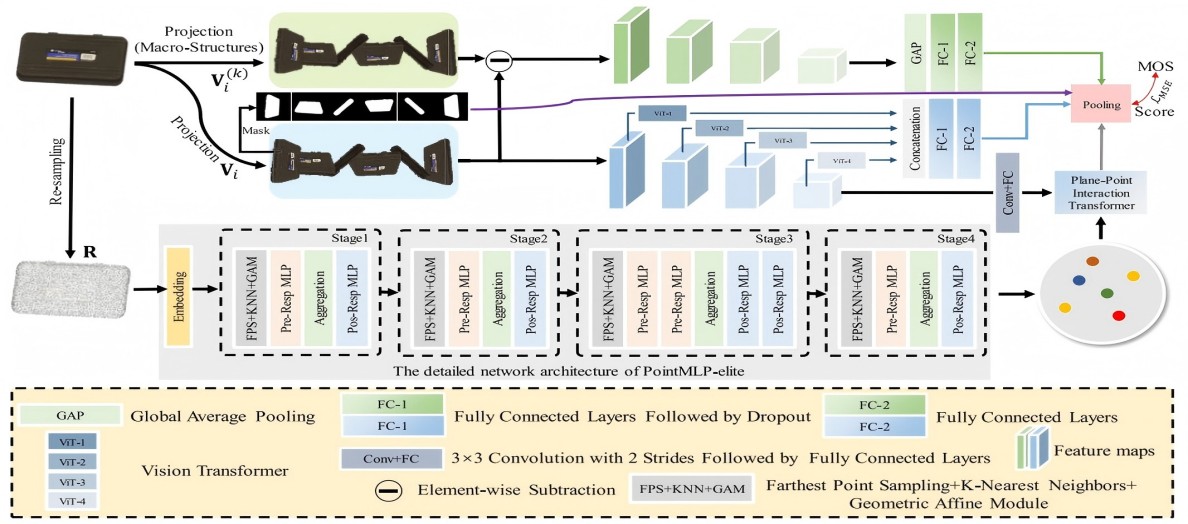 Projection
(Macro-Structures)
V_i^(k)
Mask
Projection V_i
Re-sampling
R
GAP
FC-1
FC-2
ViT-1
ViT-2
ViT-3
ViT-4
Concatenation
FC-1
FC-2
Conv+FC
MOS
L_MSE
Score
Pooling
Plane-Point
Interaction
Transformer
Embedding
Stage1
FPS+KNN+GAM
Pre-Resp MLP
Aggregation
Pos-Resp MLP
Stage2
FPS+KNN+GAM
Pre-Resp MLP
Aggregation
Pos-Resp MLP
Stage3
FPS+KNN+GAM
Pre-Resp MLP
Pre-Resp MLP
Aggregation
Pos-Resp MLP
Pos-Resp MLP
Stage4
FPS+KNN+GAM
Pre-Resp MLP
Aggregation
Pos-Resp MLP
The detailed network architecture of PointMLP-elite
GAP Global Average Pooling
FC-1
FC-1
Fully Connected Layers Followed by Dropout
FC-2
FC-2
Fully Connected Layers
ViT-1
ViT-2
ViT-3
ViT-4
Vision Transformer
Conv+FC 3×3 Convolution with 2 Strides Followed by Fully Connected Layers
Feature maps
Element-wise Subtraction
FPS+KNN+GAM Farthest Point Sampling+K-Nearest Neighbors+
Geometric Affine Module